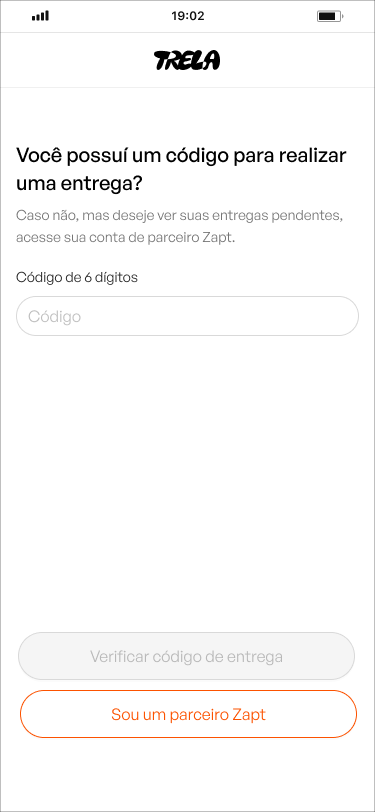 19:02
TRELA
Você possuí um código para realizar
uma entrega?
Caso não, mas deseje ver suas entregas pendentes,
acesse sua conta de parceiro Zapt.
Código de 6 dígitos
Código
Verificar código de entrega
Sou um parceiro Zapt